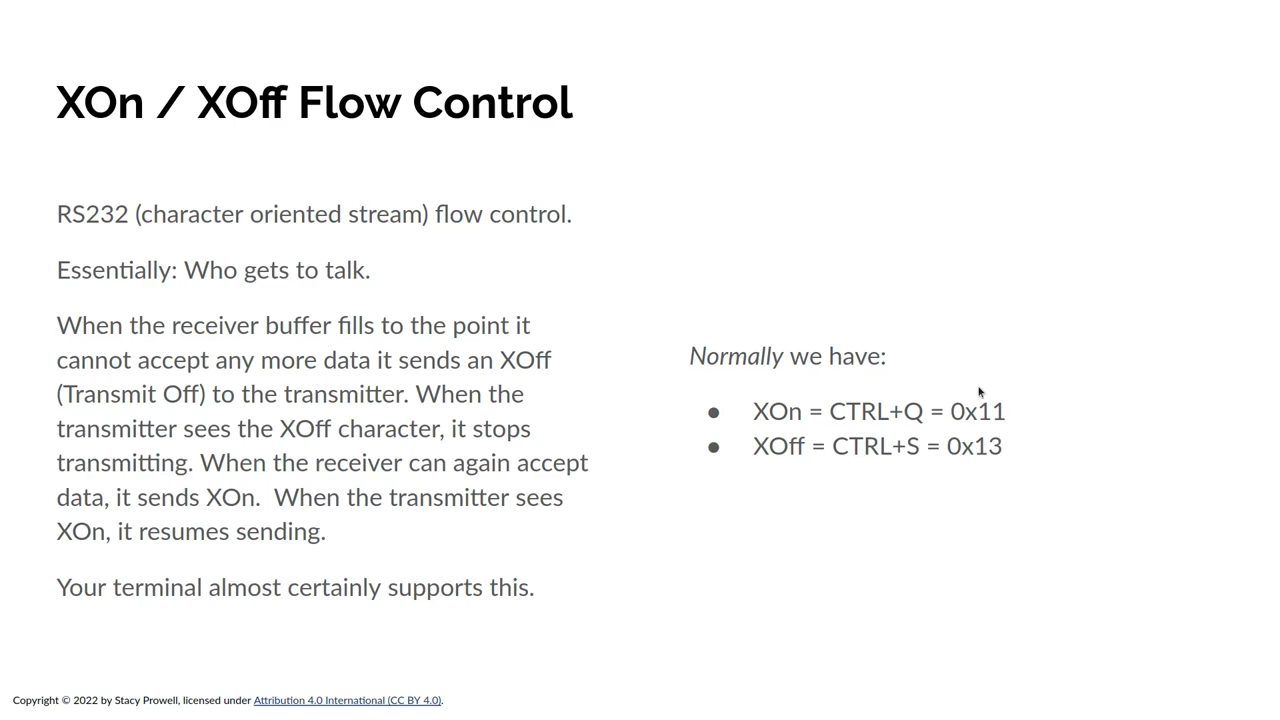 XOn / XOff Flow Control
RS232 (character oriented stream) flow control.
Essentially: Who gets to talk.
When the receiver buffer fills to the point it
cannot accept any more data it sends an XOff
(Transmit Off) to the transmitter. When the
transmitter sees the XOff character, it stops
transmitting. When the receiver can again accept
data, it sends XOn.  When the transmitter sees
XOn, it resumes sending.
Your terminal almost certainly supports this.
Normally we have:
● XOn = CTRL+Q = 0x11
● XOff = CTRL+S = 0x13
Copyright © 2022 by Stacy Prowell, licensed under Attribution 4.0 International (CC BY 4.0).